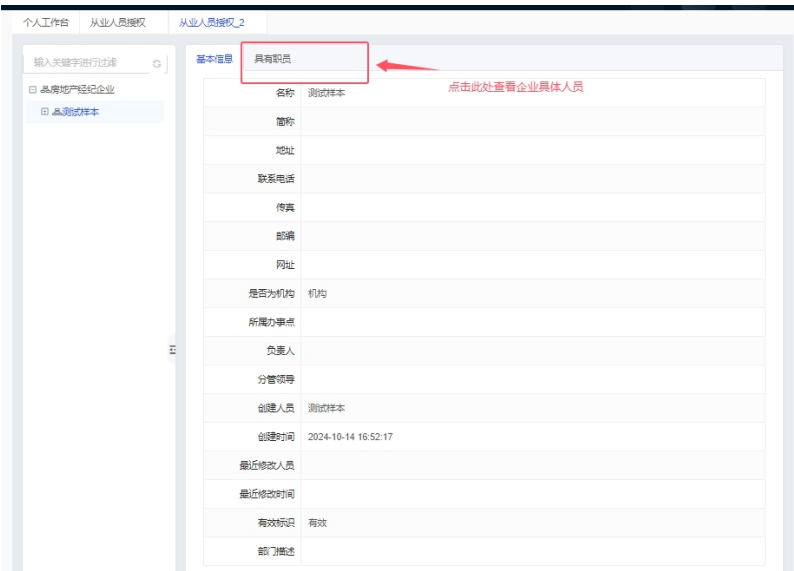 个人工作台 从业人员授权 从业人员授权_2
输入关键字进行过滤
基本信息 具有职员
点击此处查看企业具体人员
房地产经纪企业
测试样本
名称 测试样本
简称
地址
联系电话
传真
邮编
网址
是否为机构 机构
所属办事点
负责人
分管领导
创建人员 测试样本
创建时间 2024-10-14 16:52:17
最近修改人员
最近修改时间
有效标识 有效
部门描述